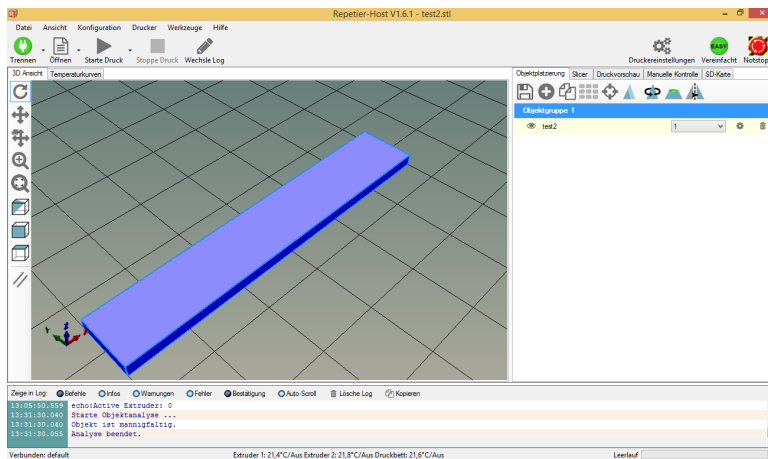 Repetier-Host V1.6.1 - test2.stl
Datei Ansicht Konfiguration Drucker Werkzeuge Hilfe
Trennen Öffnen Starte Druck Stoppe Druck Wechsle Log Druckereinstellungen EASY Vereinfacht Notstop
3D Ansicht Temperaturkurven
Objektplatzierung Slicer Druckvorschau Manuelle Kontrolle SD-Karte
Objektgruppe 1
test2 1
Zeige in Log: Befehle Infos Warnungen Fehler Bestätigung Auto-Scroll Lösche Log Kopieren
13:05:50.559 echo:Active Extruder: 0
13:31:30.040 Starte Objektanalyse ...
13:31:30.040 Objekt ist mannigfaltig.
13:31:30.055 Analyse beendet.
Verbunden: default Extruder 1: 21,4°C/Aus Extruder 2: 21,8°C/Aus Druckbett: 21,6°C/Aus Leerlauf